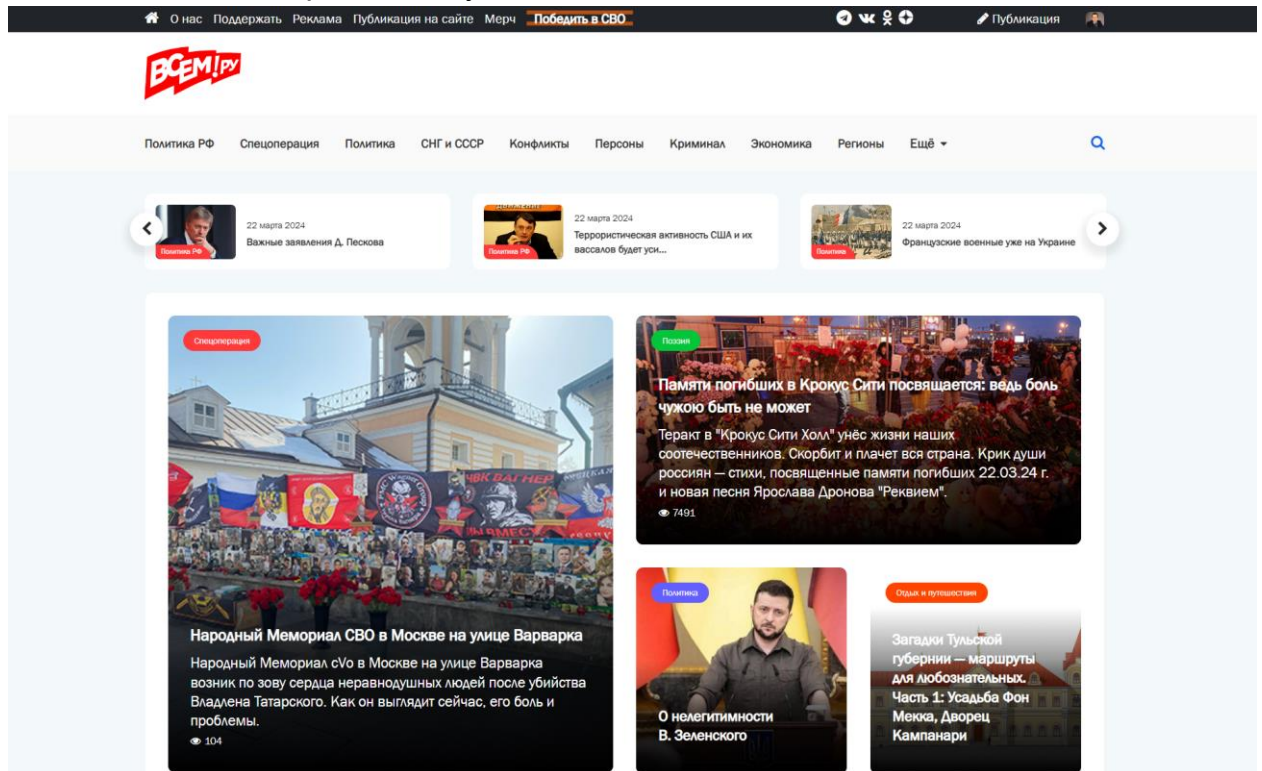 О нас Поддержать Реклама Публикация на сайте Мерч Победить в СВО Публикация
ВСЕМ!РУ
Политика РФ Спецоперация Политика СНГ и СССР Конфликты Персоны Криминал Экономика Регионы Ещё
22 марта 2024
Важные заявления Д. Пескова
Политика РФ
22 марта 2024
Террористическая активность США и их
вассалов будет уси...
Политика РФ
22 марта 2024
Французские военные уже на Украине
Политика
Спецоперация
ЧВК ВАГНЕР
Народный Мемориал СВО в Москве на улице Варварка
Народный Мемориал сVo в Москве на улице Варварка
возник по зову сердца неравнодушных людей после убийства
Владлена Татарского. Как он выглядит сейчас, его боль и
проблемы.
104
Поэзия
Памяти погибших в Крокус Сити посвящается: ведь боль
чужою быть не может
Теракт в "Крокус Сити Холл" унёс жизни наших
соотечественников. Скорбит и плачет вся страна. Крик души
россиян — стихи, посвященные памяти погибших 22.03.24 г.
и новая песня Ярослава Дронова "Реквием".
7491
Политика
О нелегитимности
В. Зеленского
Отдых и путешествия
Загадки Тульской
губернии — маршруты
для любознательных.
Часть 1: Усадьба Фон
Мекка, Дворец
Кампанари